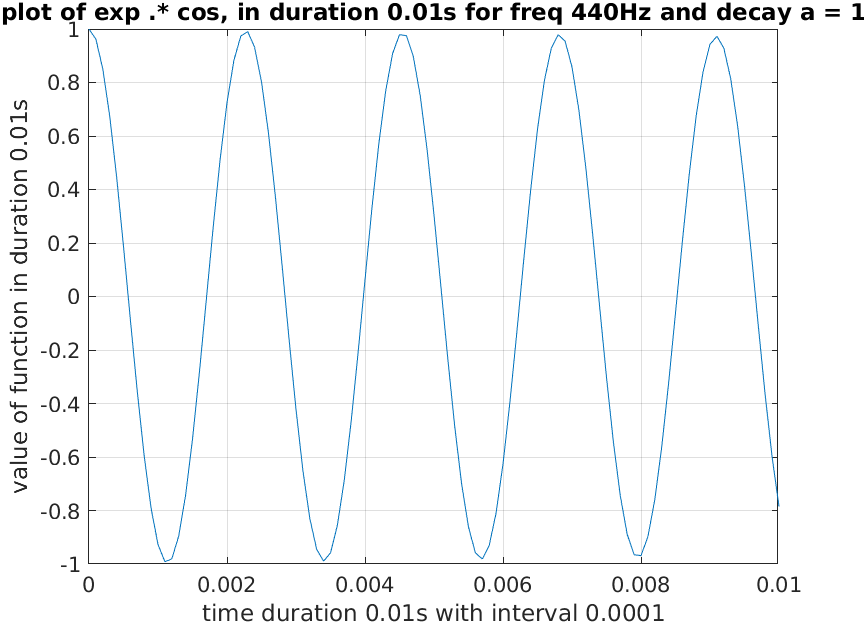 plot of exp .* cos, in duration 0.01s for freq 440Hz and decay a = 1
1
0.8
0.6
0.4
0.2
0
-0.2
-0.4
-0.6
-0.8
-1
value of function in duration 0.01s
0 0.002 0.004 0.006 0.008 0.01
time duration 0.01s with interval 0.0001